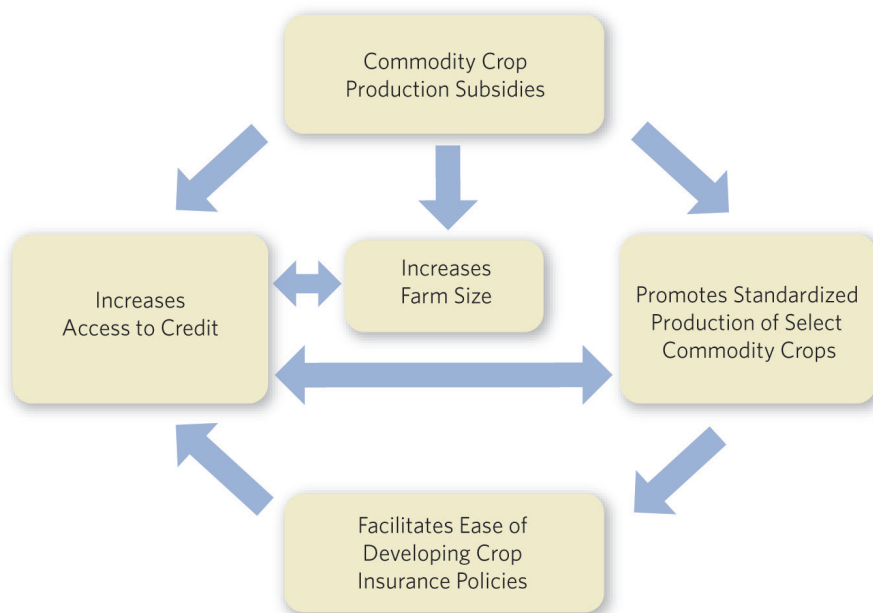 Commodity Crop
Production Subsidies
Increases
Access to Credit
Increases
Farm Size
Promotes Standardized
Production of Select
Commodity Crops
Facilitates Ease of
Developing Crop
Insurance Policies